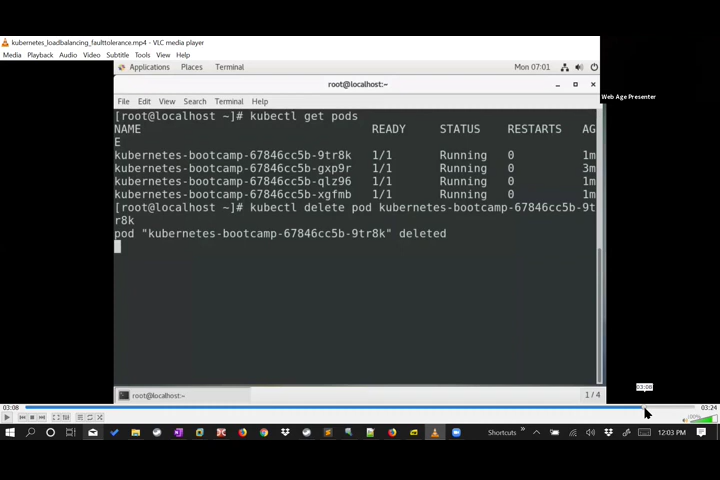 kubernetes_loadbalancing_faulttolerance.mp4 - VLC media player
Media Playback Audio Video Subtitle Tools View Help
Applications Places Terminal Mon 07:01
root@localhost:~
Web Age Presenter
File Edit View Search Terminal Help
[root@localhost ~]# kubectl get pods
NAME READY STATUS RESTARTS AG
E
kubernetes-bootcamp-67846cc5b-9tr8k 1/1 Running 0 1m
kubernetes-bootcamp-67846cc5b-gxp9r 1/1 Running 0 3m
kubernetes-bootcamp-67846cc5b-qlz96 1/1 Running 0 1m
kubernetes-bootcamp-67846cc5b-xgfmb 1/1 Running 0 1m
[root@localhost ~]# kubectl delete pod kubernetes-bootcamp-67846cc5b-9t
r8k
pod "kubernetes-bootcamp-67846cc5b-9tr8k" deleted
03:08
root@localhost:~ 1 / 4
03:08 03:24
100%
Shortcuts 12:03 PM